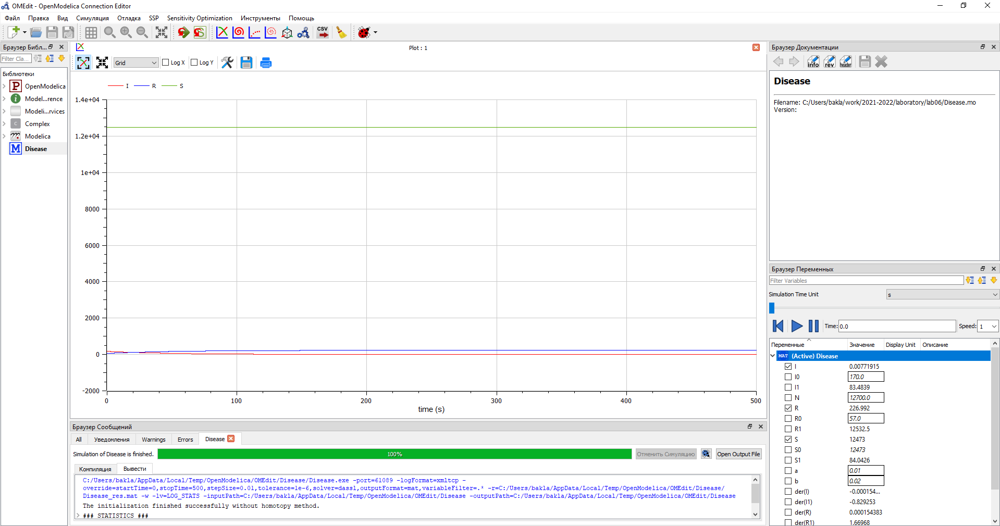 OMEdit - OpenModelica Connection Editor
Файл Правка Вид Симуляция Отладка SSP Sensitivity Optimization Инструменты Помощь
CSV
Браузер Библ...
Filter Cla...
Библиотеки
P OpenModelica
i Model...rence
Modeli...rvices
C Complex
Modelica
M Disease
Plot : 1
Grid Log X Log Y
I R S
1.4e+04
1.2e+04
1e+04
8000
6000
4000
2000
0
-2000
0 100 200 300 400 500
time (s)
Браузер Сообщений
All Уведомления Warnings Errors Disease
Simulation of Disease is finished. 100% Отменить Симуляцию Open Output File
Компиляция Вывести
C:/Users/bakla/AppData/Local/Temp/OpenModelica/OMEdit/Disease/Disease.exe -port=61089 -logFormat=xmltcp -
override=startTime=0,stopTime=500,stepSize=0.01,tolerance=1e-6,solver=dassl,outputFormat=mat,variableFilter=.* -r=C:/Users/bakla/AppData/Local/Temp/OpenModelica/OMEdit/Disease/
Disease_res.mat -w -lv=LOG_STATS -inputPath=C:/Users/bakla/AppData/Local/Temp/OpenModelica/OMEdit/Disease -outputPath=C:/Users/bakla/AppData/Local/Temp/OpenModelica/OMEdit/Disease
The initialization finished successfully without homotopy method.
### STATISTICS ###
Браузер Документации
info rev header
Disease
Filename: C:/Users/bakla/work/2021-2022/laboratory/lab06/Disease.mo
Version:
Браузер Переменных
Filter Variables
Simulation Time Unit s
Time: 0.0 Speed: 1
Переменные Значение Display Unit Описание
MAT (Active) Disease
I 0.00771915
I0 170.0
I1 83.4839
N 12700.0
R 226.992
R0 57.0
R1 12532.5
S 12473
S0 12473
S1 84.0426
a 0.01
b 0.02
der(I) -0.000154...
der(I1) -0.829253
der(R) 0.000154383
der(R1) 1.66968